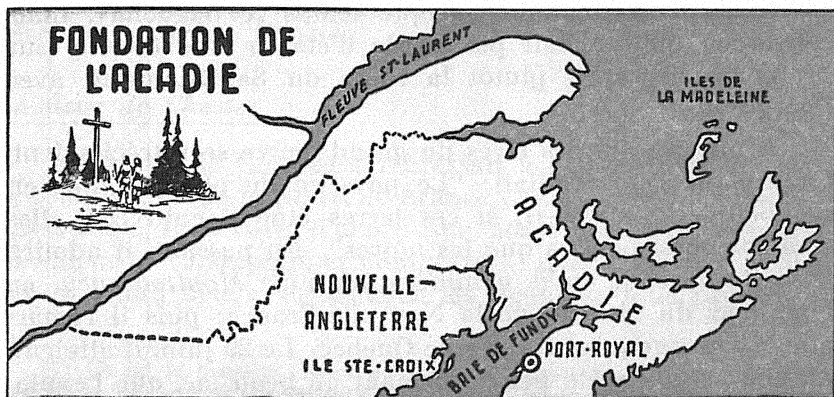 FONDATION DE
L'ACADIE
FLEUVE ST-LAURENT
ILES DE
LA MADELEINE
ACADIE
NOUVELLE-
ANGLETERRE
ILE STE-CROIX
BAIE DE FUNDY
PORT-ROYAL